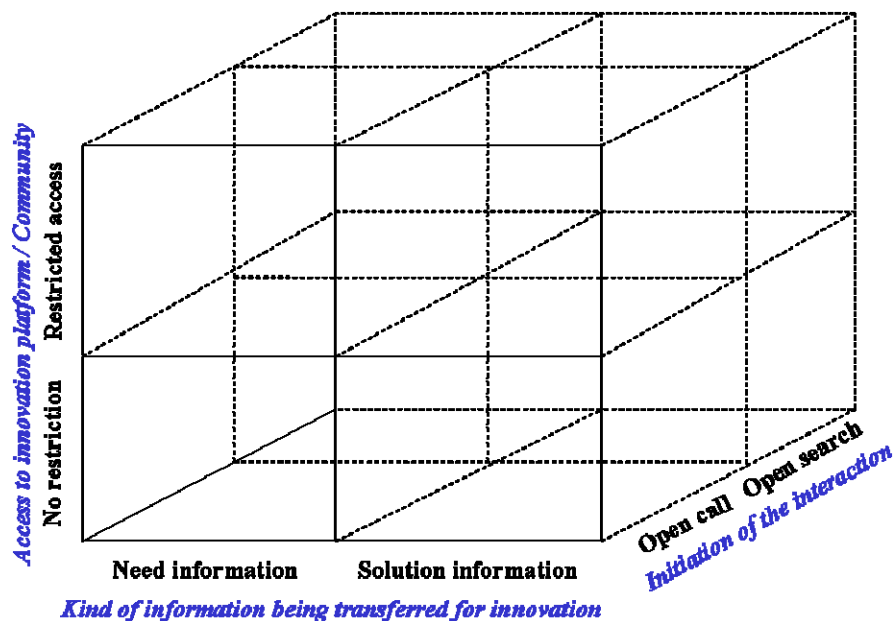 Access to innovation platform / Community
Restricted access
No restriction
Need information
Solution information
Kind of information being transferred for innovation
Open call
Open search
Initiation of the interaction